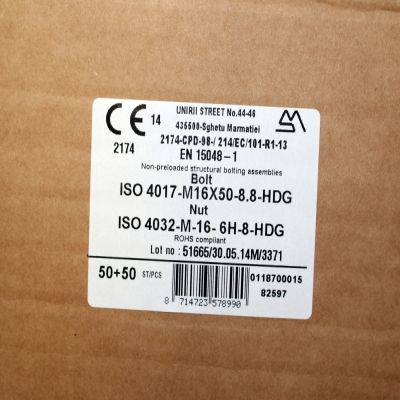 UNIRII STREET No.44-46
CE 14
435500-Sghetu Marmatiei
2174-CPD-98-/ 214/EC/101-R1-13
2174
EN 15048-1
Non-preloaded structural bolting assemblies
Bolt
ISO 4017-M16X50-8.8-HDG
Nut
ISO 4032-M-16- 6H-8-HDG
ROHS compliant
Lot no : 51665/30.05.14M/3371
50+50 ST/PCS
0118700015
82597
8 714723 578990